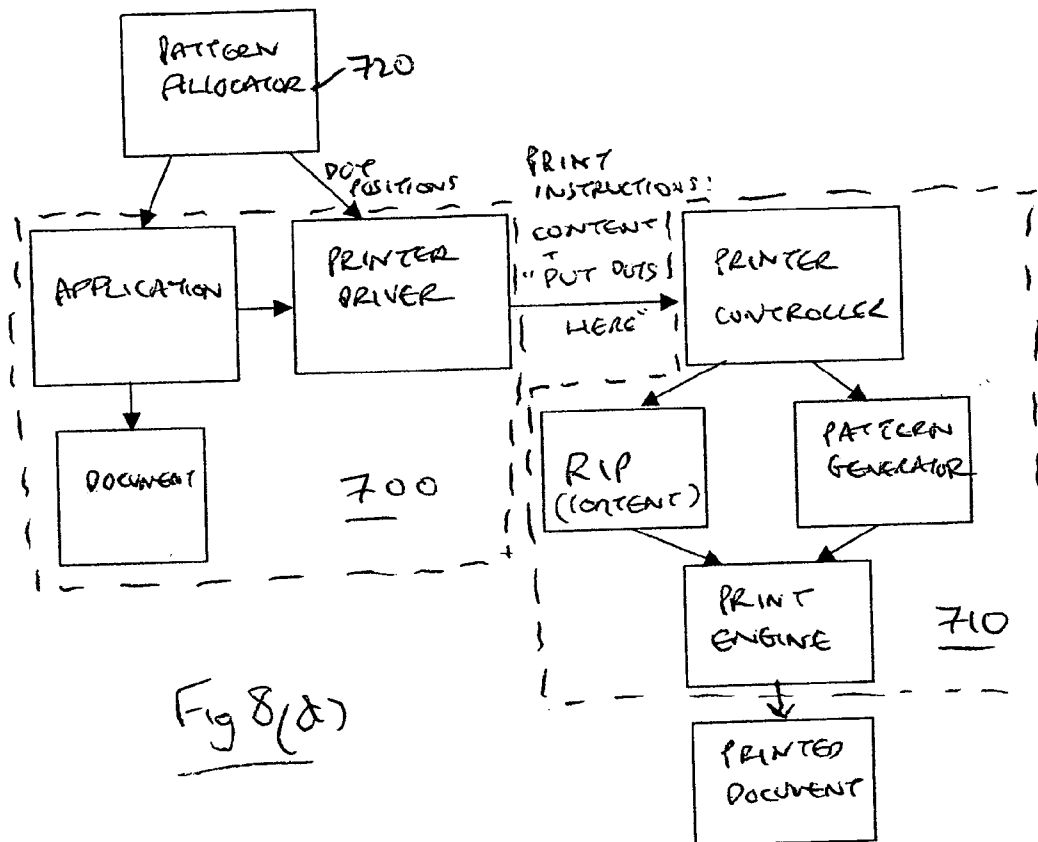 PATTERN
ALLOCATOR
720
DOT
POSITIONS
PRINT
INSTRUCTIONS:
APPLICATION
PRINTER
DRIVER
CONTENT
+
"PUT DOTS
HERE"
PRINTER
CONTROLLER
DOCUMENT
700
RIP
(CONTENT)
PATTERN
GENERATOR
PRINT
ENGINE
710
Fig 8(d)
PRINTED
DOCUMENT